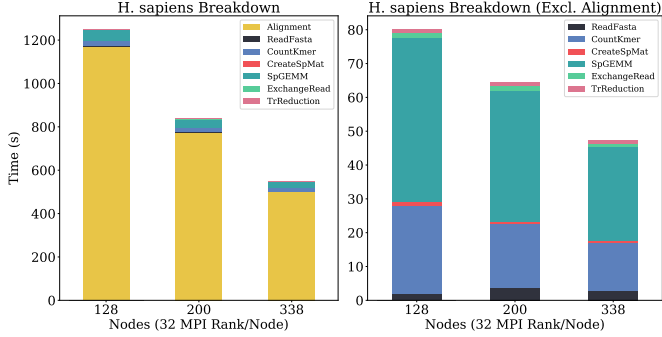 H. sapiens Breakdown
Time (s)
1200
1000
800
600
400
200
0
128
200
338
Nodes (32 MPI Rank/Node)
Alignment
ReadFasta
CountKmer
CreateSpMat
SpGEMM
ExchangeRead
TrReduction
H. sapiens Breakdown (Excl. Alignment)
80
70
60
50
40
30
20
10
0
128
200
338
Nodes (32 MPI Rank/Node)
ReadFasta
CountKmer
CreateSpMat
SpGEMM
ExchangeRead
TrReduction